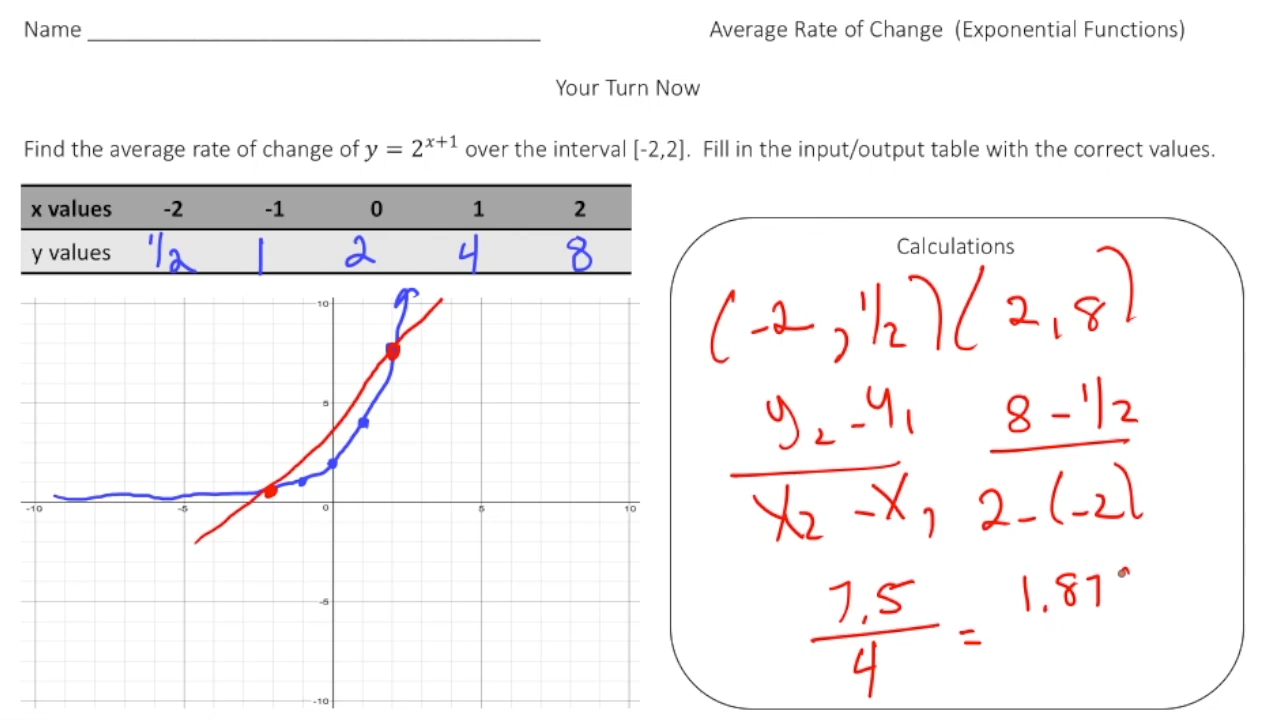 Name ____________________ Average Rate of Change (Exponential Functions)
Your Turn Now
Find the average rate of change of y = 2^{x+1} over the interval [-2,2]. Fill in the input/output table with the correct values.
x values -2 -1 0 1 2
y values 1/2 1 2 4 8
Calculations
(-2, 1/2) (2, 8)
y₂ - y₁ / x₂ - x₁ 8 - 1/2 / 2 - (-2)
7.5 / 4 = 1.87
10
5
-10 -5 0 5 10
-5
-10